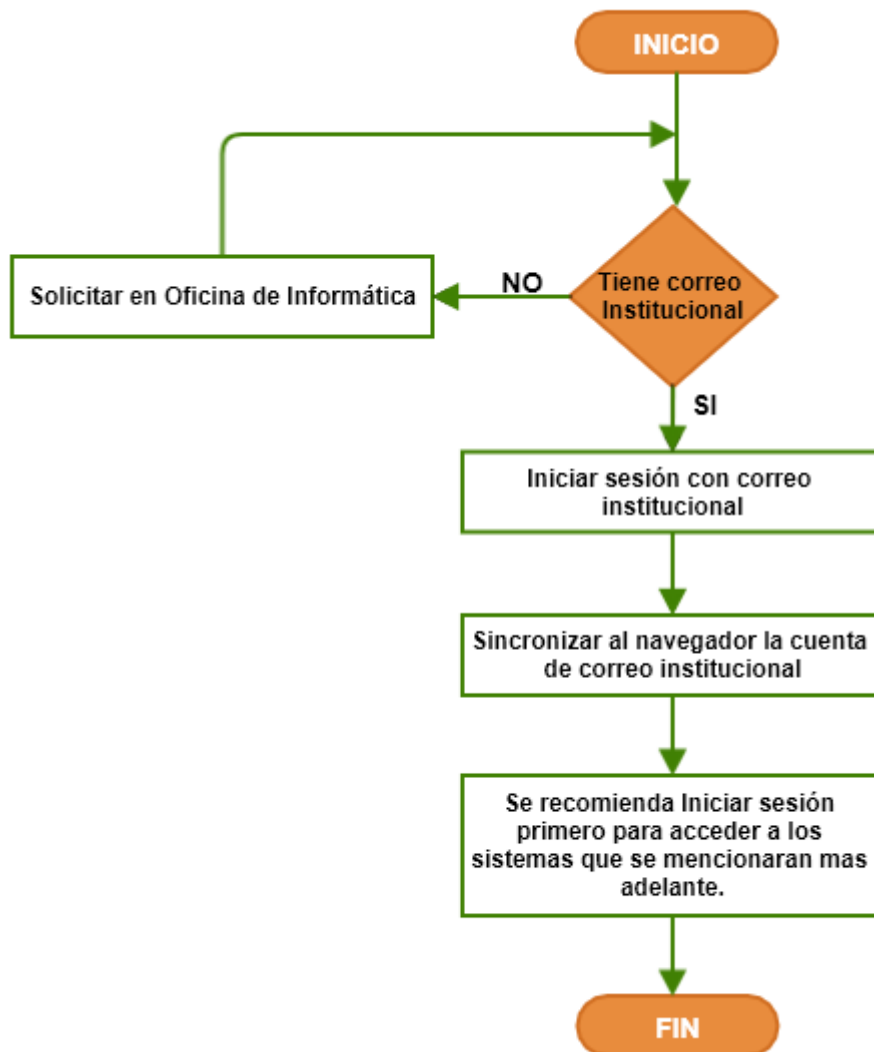 INICIO
Tiene correo
Institucional
NO
Solicitar en Oficina de Informática
SI
Iniciar sesión con correo
institucional
Sincronizar al navegador la cuenta
de correo institucional
Se recomienda Iniciar sesión
primero para acceder a los
sistemas que se mencionaran mas
adelante.
FIN